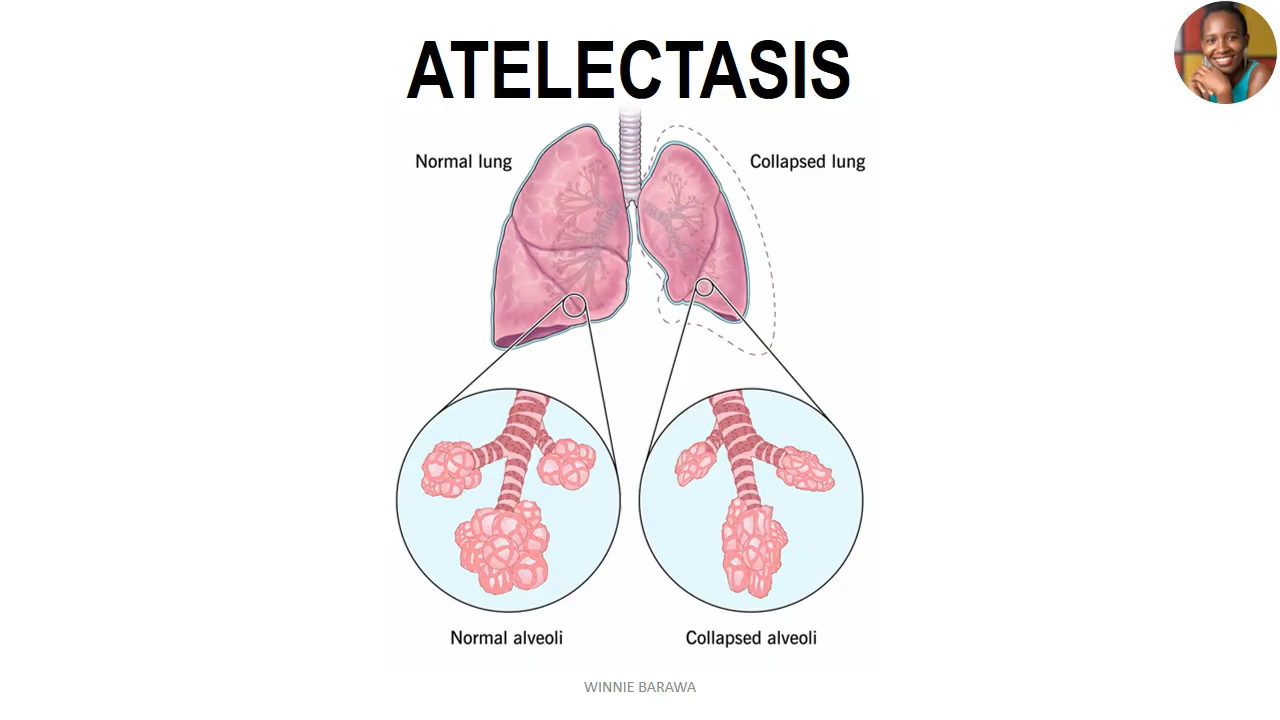 ATELECTASIS
Normal lung
Collapsed lung
Normal alveoli
Collapsed alveoli
WINNIE BARAWA